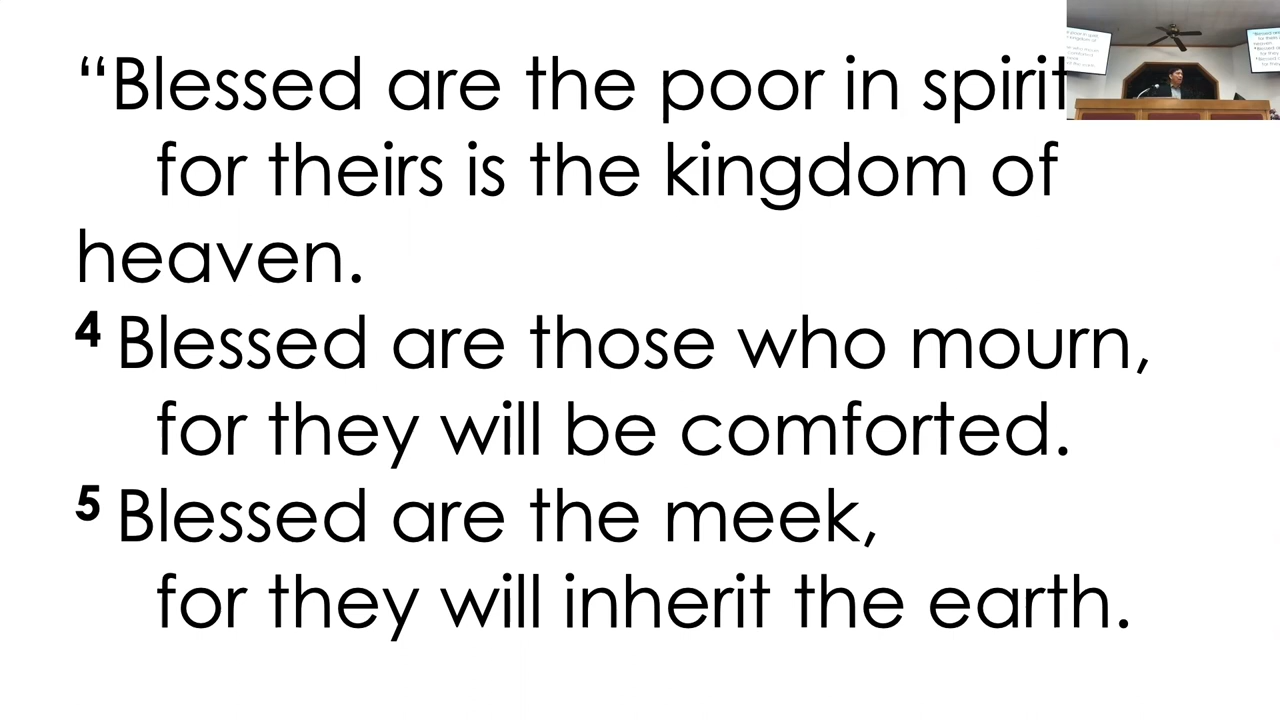 “Blessed are the poor in spirit
for theirs is the kingdom of
heaven.
4 Blessed are those who mourn,
for they will be comforted.
5 Blessed are the meek,
for they will inherit the earth.